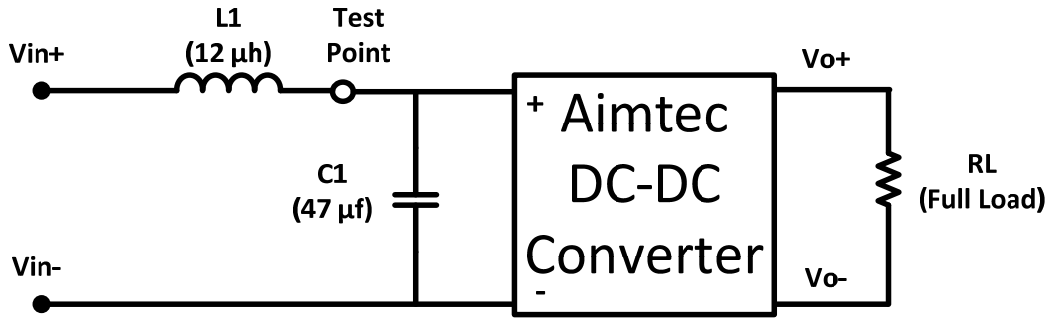 L1
(12 µh)
Test
Point
Vin+
Vo+
+
Aimtec
DC-DC
Converter
-
C1
(47 µf)
RL
(Full Load)
Vin-
Vo-